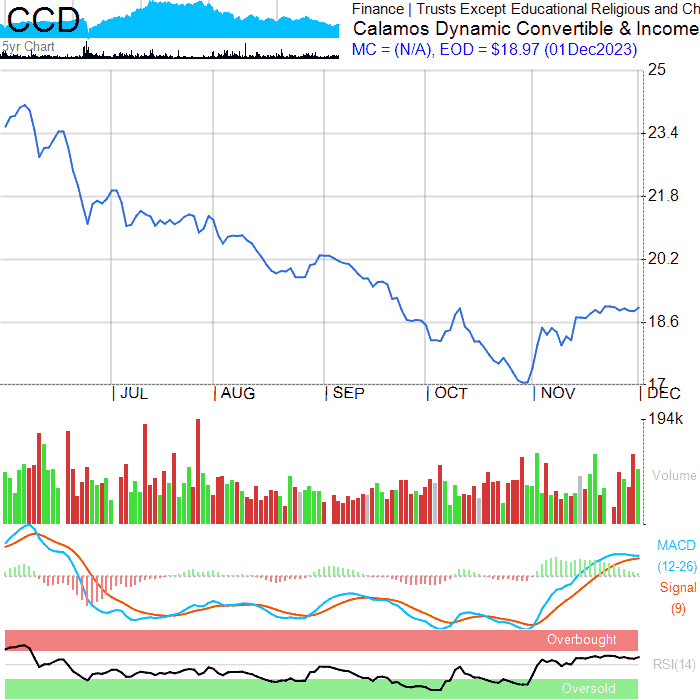 CCD
5yr Chart
Finance | Trusts Except Educational Religious and Ch
Calamos Dynamic Convertible & Income
MC = (N/A), EOD = $18.97 (01Dec2023)
25
23.4
21.8
20.2
18.6
17
JUL AUG SEP OCT NOV DEC
194k
Volume
MACD
(12-26)
Signal
(9)
Overbought
RSI(14)
Oversold